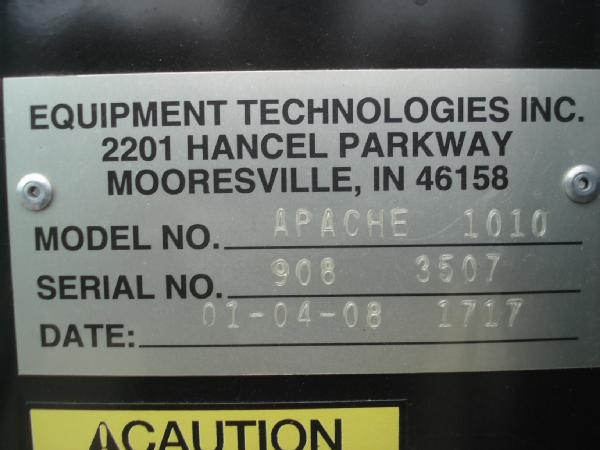 EQUIPMENT TECHNOLOGIES INC.
2201 HANCEL PARKWAY
MOORESVILLE, IN 46158
MODEL NO. APACHE 1010
SERIAL NO. 908 3507
DATE: 01-04-08 1717
CAUTION